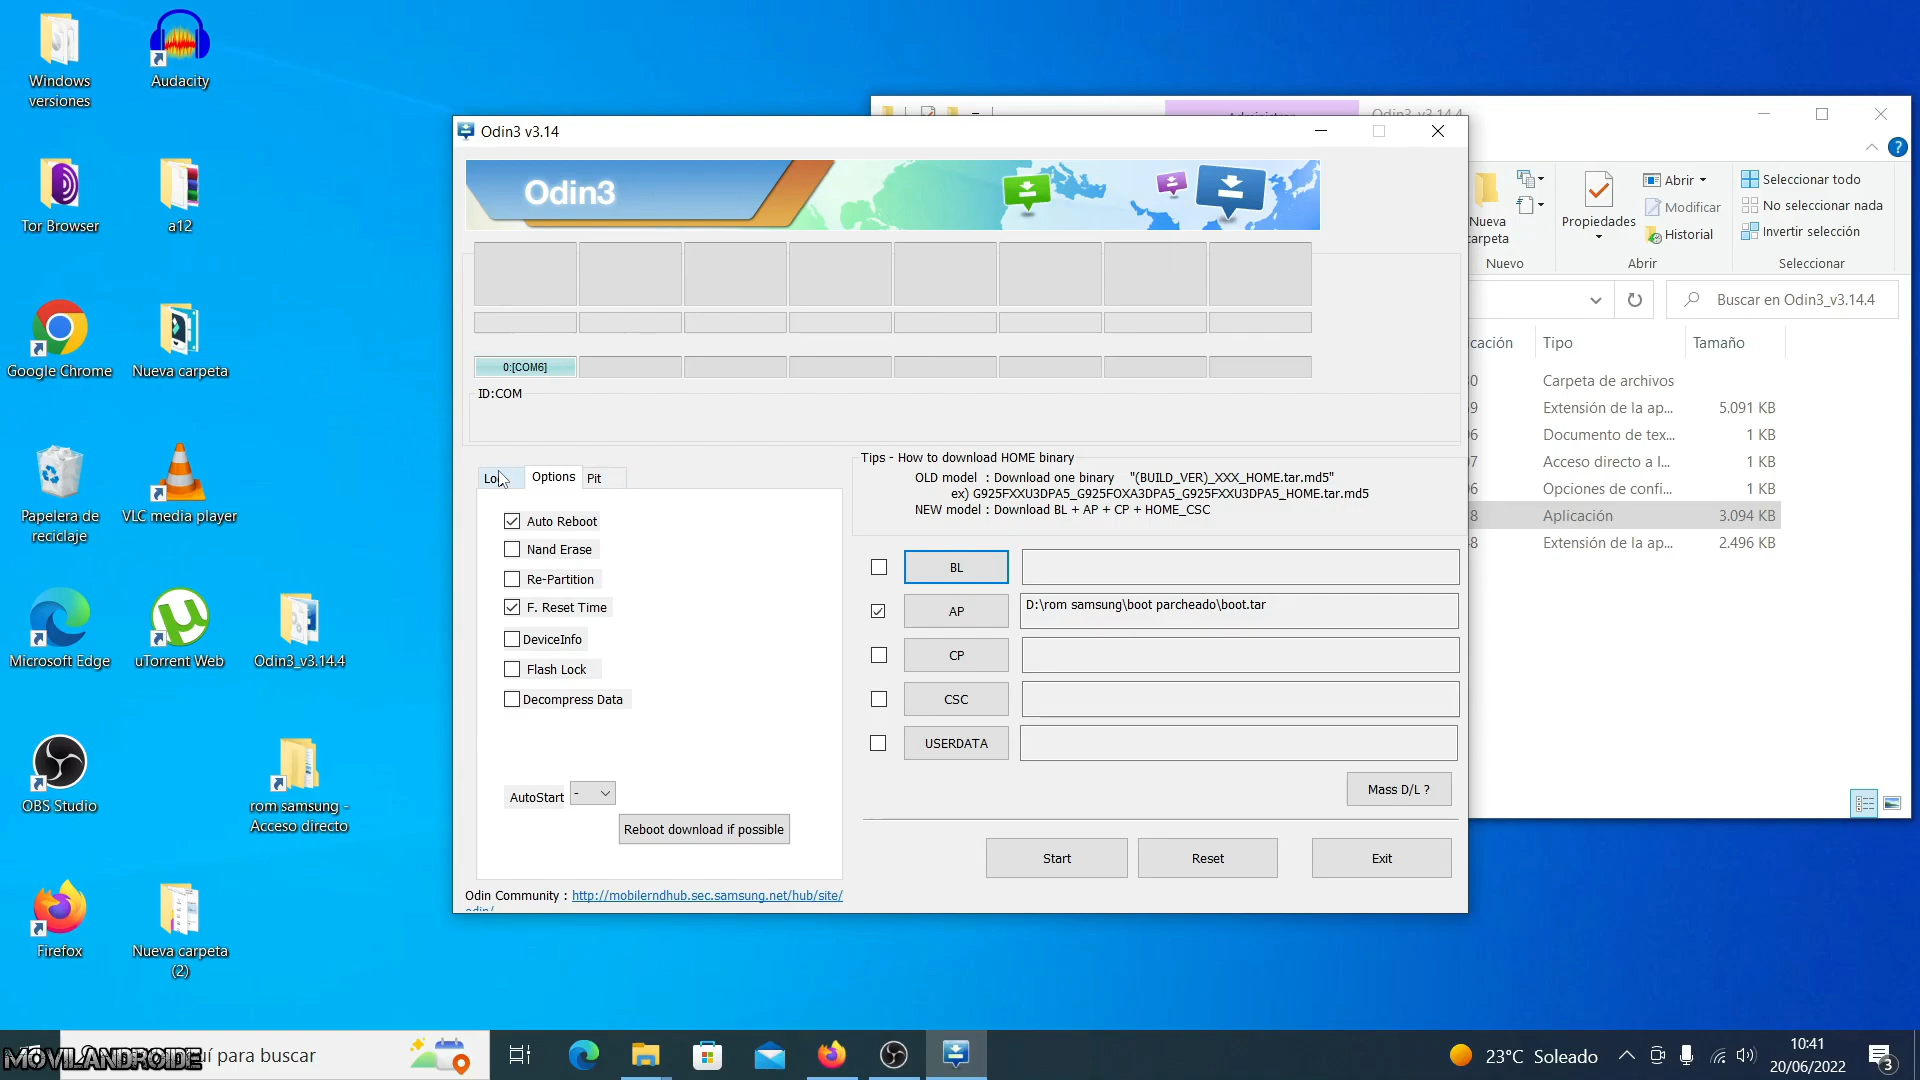 Windows
versiones
Audacity
Tor Browser
a12
Google Chrome
Nueva carpeta
Papelera de
reciclaje
VLC media player
Microsoft Edge
uTorrent Web
Odin3_v3.14.4
OBS Studio
rom samsung -
Acceso directo
Firefox
Nueva carpeta
(2)
Odin3 v3.14
Odin3
0:[COM6]
ID:COM
Options
Pit
Auto Reboot
Nand Erase
Re-Partition
F. Reset Time
DeviceInfo
Flash Lock
Decompress Data
AutoStart
-
Reboot download if possible
Odin Community :
http://mobilerndhub.sec.samsung.net/hub/site/
Tips - How to download HOME binary
OLD model : Download one binary "(BUILD_VER)_XXX_HOME.tar.md5"
ex) G925FXXU3DPA5_G925FOXA3DPA5_G925FXXU3DPA5_HOME.tar.md5
NEW model : Download BL + AP + CP + HOME_CSC
BL
AP
D:\rom samsung\boot parcheado\boot.tar
CP
CSC
USERDATA
Mass D/L ?
Start
Reset
Exit
Odin3_v3.14.4
Nueva
carpeta
Nuevo
Propiedades
Abrir
Modificar
Historial
Abrir
Seleccionar todo
No seleccionar nada
Invertir selección
Seleccionar
Buscar en Odin3_v3.14.4
Tipo
Tamaño
Carpeta de archivos
Extensión de la ap... 5.091 KB
Documento de tex... 1 KB
Acceso directo a I... 1 KB
Opciones de confi... 1 KB
Aplicación 3.094 KB
Extensión de la ap... 2.496 KB
MOVILANDROIDE
para buscar
23°C Soleado
10:41
20/06/2022
3